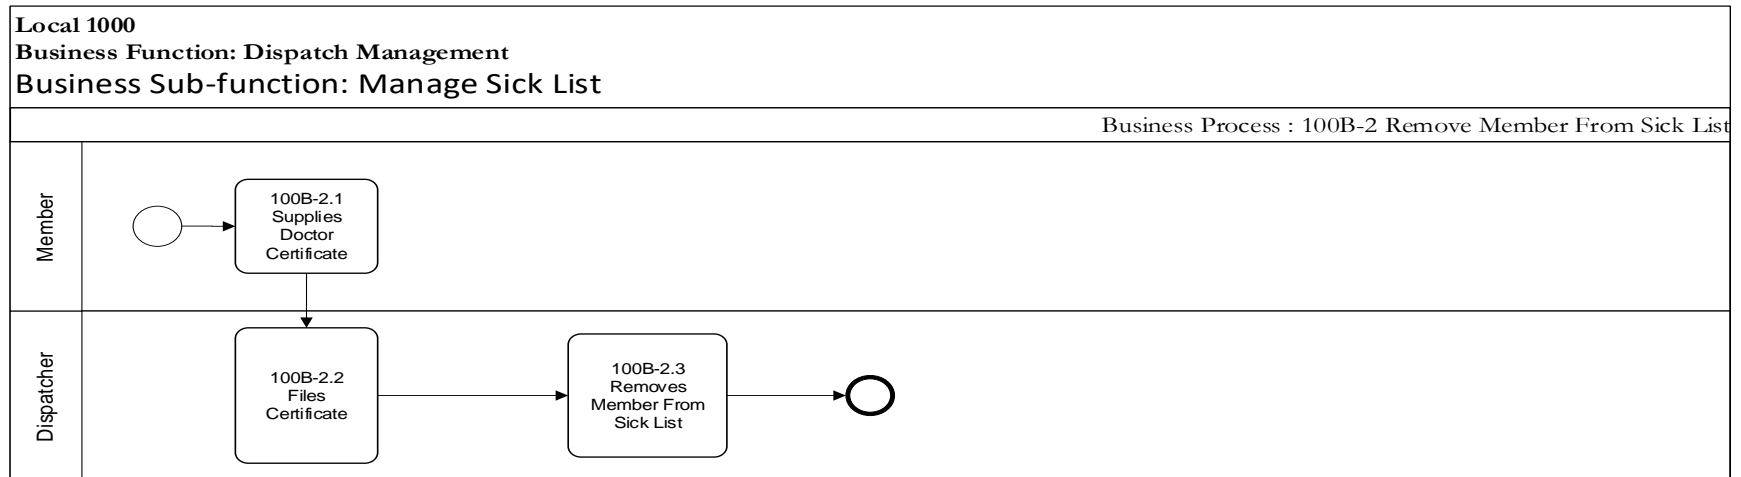 Local 1000
Business Function: Dispatch Management
Business Sub-function: Manage Sick List
Business Process : 100B-2 Remove Member From Sick List
Member
100B-2.1
Supplies
Doctor
Certificate
Dispatcher
100B-2.2
Files
Certificate
100B-2.3
Removes
Member From
Sick List